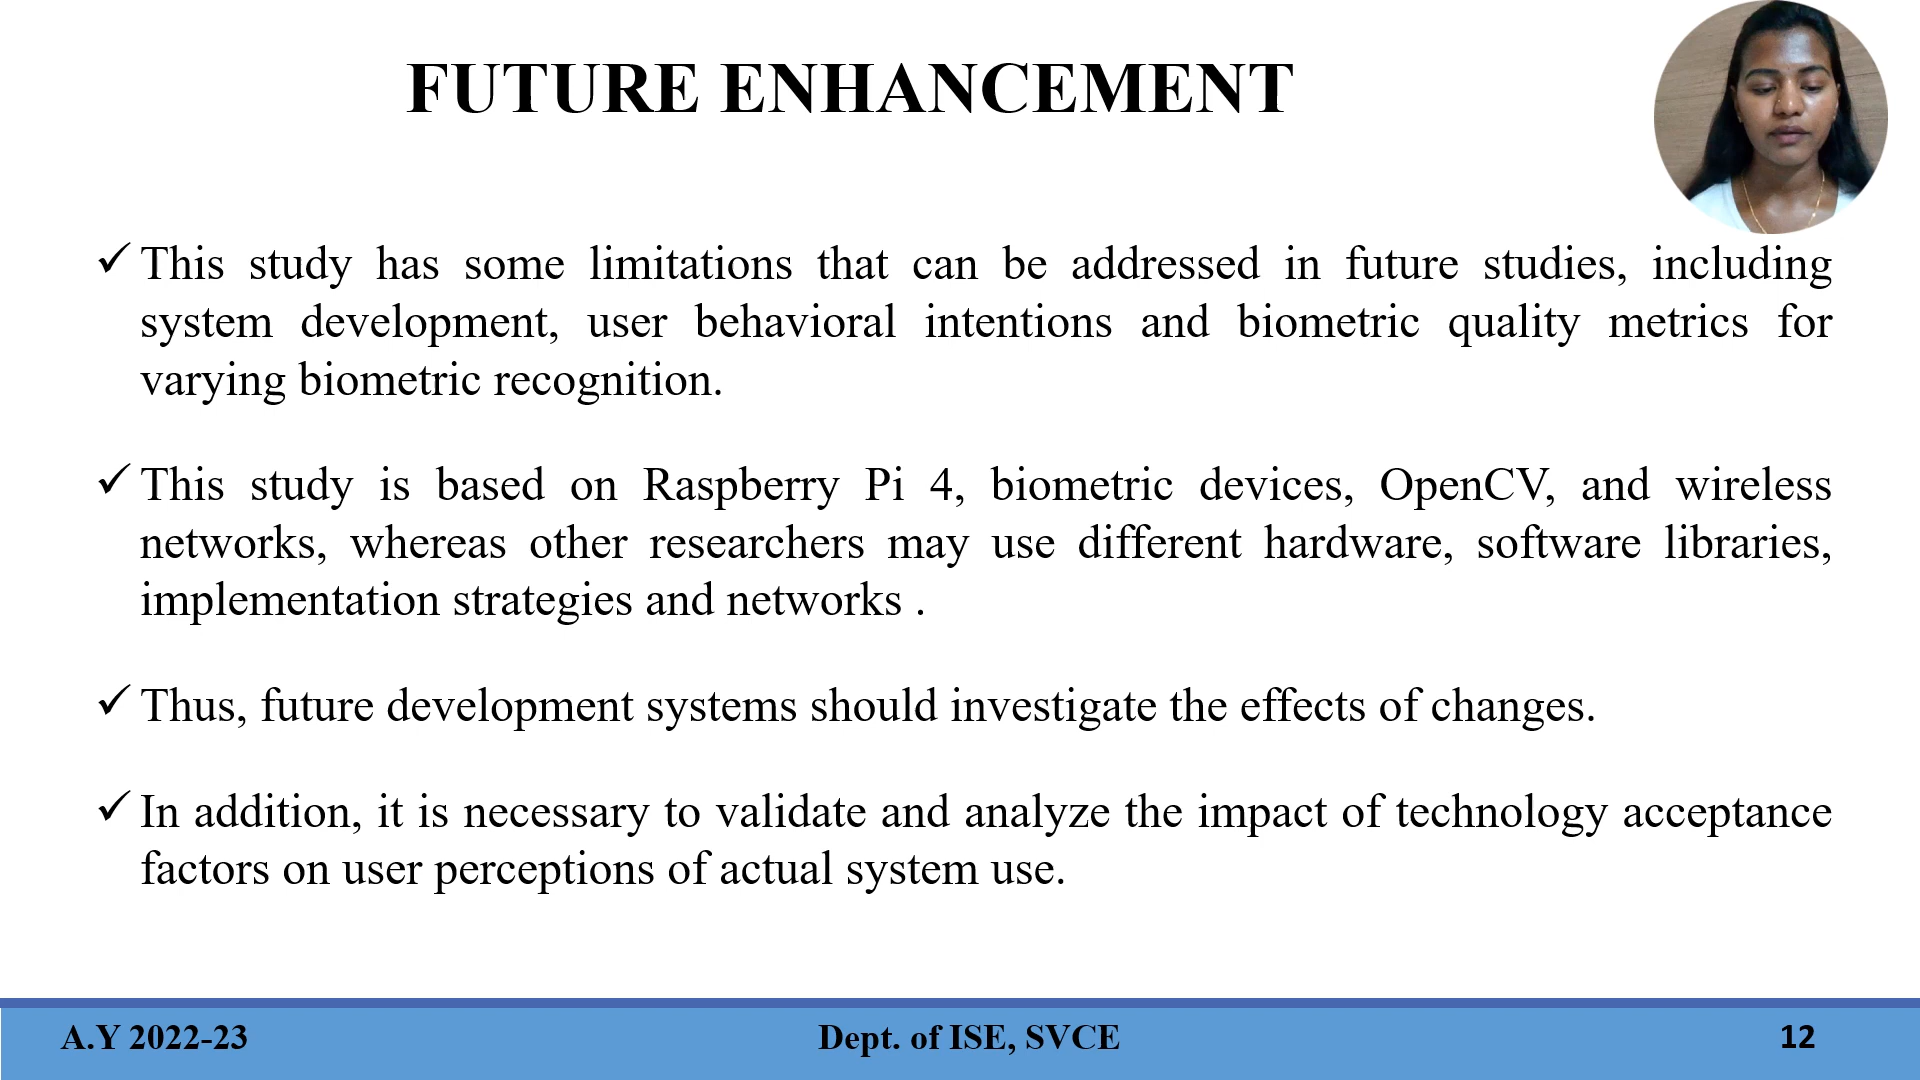 FUTURE ENHANCEMENT
✓ This study has some limitations that can be addressed in future studies, including
system development, user behavioral intentions and biometric quality metrics for
varying biometric recognition.
✓ This study is based on Raspberry Pi 4, biometric devices, OpenCV, and wireless
networks, whereas other researchers may use different hardware, software libraries,
implementation strategies and networks .
✓ Thus, future development systems should investigate the effects of changes.
✓ In addition, it is necessary to validate and analyze the impact of technology acceptance
factors on user perceptions of actual system use.
A.Y 2022-23 Dept. of ISE, SVCE 12